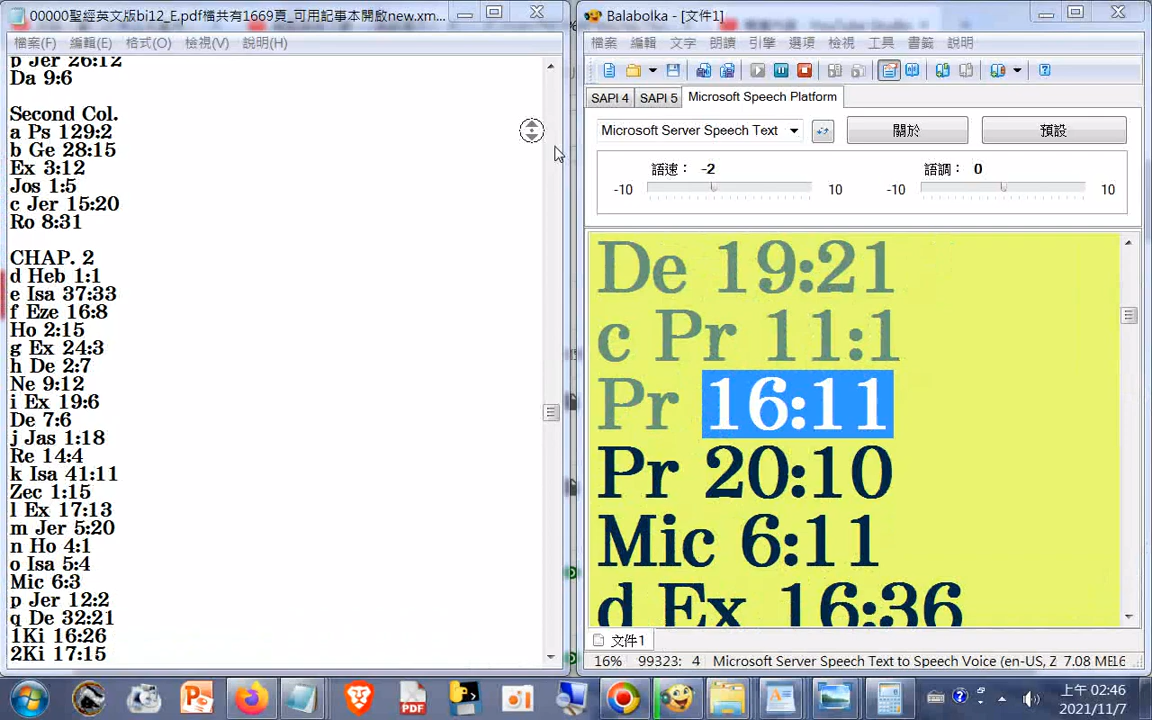 00000聖經英文版bi12_E.pdf檔共有1669頁_可用記事本開啟new.xm...
檔案(F) 編輯(E) 格式(O) 檢視(V) 說明(H)
p Jer 26:12
Da 9:6
Second Col.
a Ps 129:2
b Ge 28:15
Ex 3:12
Jos 1:5
c Jer 15:20
Ro 8:31
CHAP. 2
d Heb 1:1
e Isa 37:33
f Eze 16:8
Ho 2:15
g Ex 24:3
h De 2:7
Ne 9:12
i Ex 19:6
De 7:6
j Jas 1:18
Re 14:4
k Isa 41:11
Zec 1:15
l Ex 17:13
m Jer 5:20
n Ho 4:1
o Isa 5:4
Mic 6:3
p Jer 12:2
q De 32:21
1Ki 16:26
2Ki 17:15
Balabolka - [文件1]
檔案 編輯 文字 朗讀 引擎 選項 檢視 工具 書籤 說明
SAPI 4 SAPI 5 Microsoft Speech Platform
Microsoft Server Speech Text 關於 預設
語速： -2 語調： 0
-10 10 -10 10
De 19:21
c Pr 11:1
Pr 16:11
Pr 20:10
Mic 6:11
d Ex 16:36
文件1
16% 99323: 4 Microsoft Server Speech Text to Speech Voice (en-US, Z 7.08 ME
上午 02:46
2021/11/7